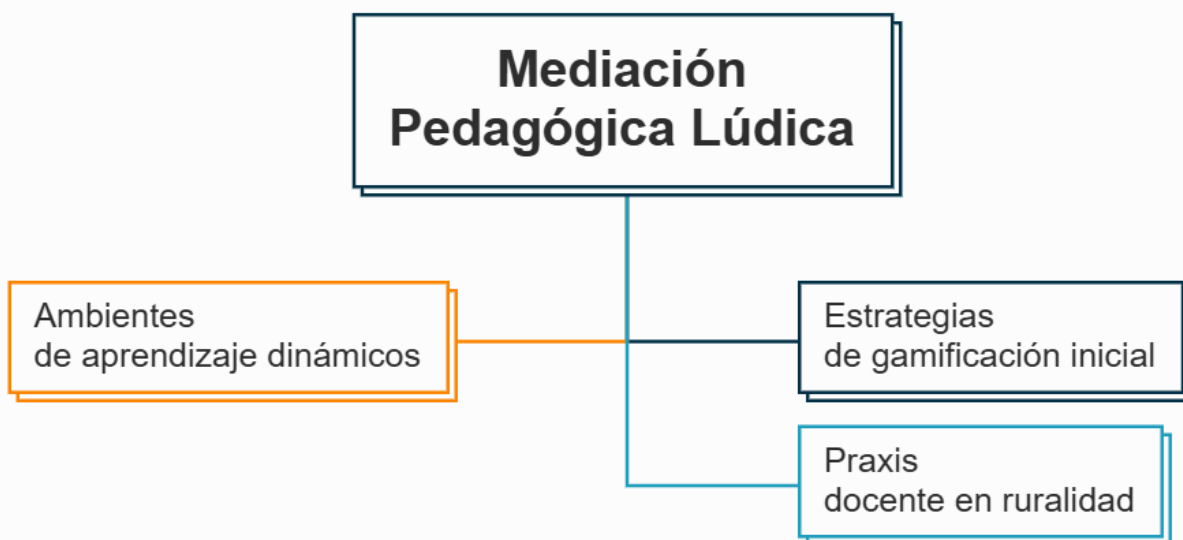 Mediación
Pedagógica Lúdica
Ambientes
de aprendizaje dinámicos
Estrategias
de gamificación inicial
Praxis
docente en ruralidad